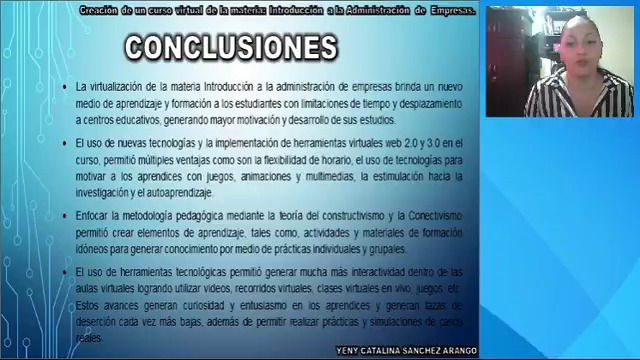 Creación de un curso virtual de la materia: Introducción a la Administración de Empresas.
CONCLUSIONES
• La virtualización de la materia Introducción a la administración de empresas brinda un nuevo
medio de aprendizaje y formación a los estudiantes con limitaciones de tiempo y desplazamiento
a centros educativos, generando mayor motivación y desarrollo de sus estudios.
• El uso de nuevas tecnologías y la implementación de herramientas virtuales web 2.0 y 3.0 en el
curso, permitió múltiples ventajas como son la flexibilidad de horario, el uso de tecnologías para
motivar a los aprendices con juegos, animaciones y multimedias, la estimulación hacia la
investigación y el autoaprendizaje.
• Enfocar la metodología pedagógica mediante la teoría del constructivismo y la Conectivismo
permitió crear elementos de aprendizaje, tales como, actividades y materiales de formación
idóneos para generar conocimiento por medio de prácticas individuales y grupales.
• El uso de herramientas tecnológicas permitió generar mucha más interactividad dentro de las
aulas virtuales logrando utilizar videos, recorridos virtuales, clases virtuales en vivo, juegos, etc.
Estos avances generan curiosidad y entusiasmo en los aprendices y generan tazas de
deserción cada vez más bajas, además de permitir realizar prácticas y simulaciones de casos
reales.
YENY CATALINA SANCHEZ ARANGO